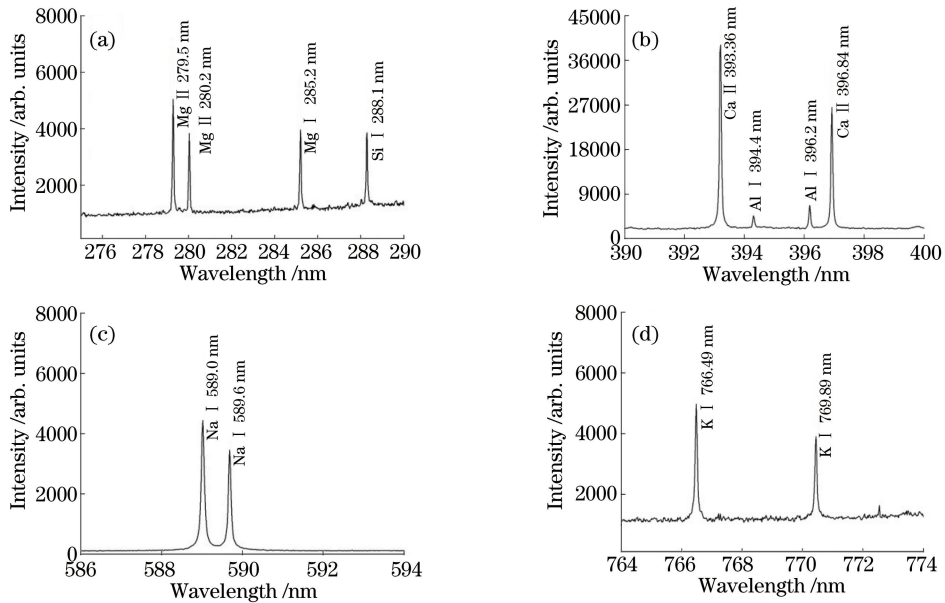 (a)
Intensity /arb. units
8000
6000
4000
2000
Mg Ⅱ 279.5 nm
Mg Ⅱ 280.2 nm
Mg Ⅰ 285.2 nm
Si Ⅰ 288.1 nm
276 278 280 282 284 286 288 290
Wavelength /nm
(b)
Intensity /arb. units
45000
36000
27000
18000
9000
0
Ca Ⅱ 393.36 nm
Al Ⅰ 394.4 nm
Al Ⅰ 396.2 nm
Ca Ⅱ 396.84 nm
390 392 394 396 398 400
Wavelength /nm
(c)
Intensity /arb. units
8000
6000
4000
2000
0
Na Ⅰ 589.0 nm
Na Ⅰ 589.6 nm
586 588 590 592 594
Wavelength /nm
(d)
Intensity /arb. units
8000
6000
4000
2000
K Ⅰ 766.49 nm
K Ⅰ 769.89 nm
764 766 768 770 772 774
Wavelength /nm